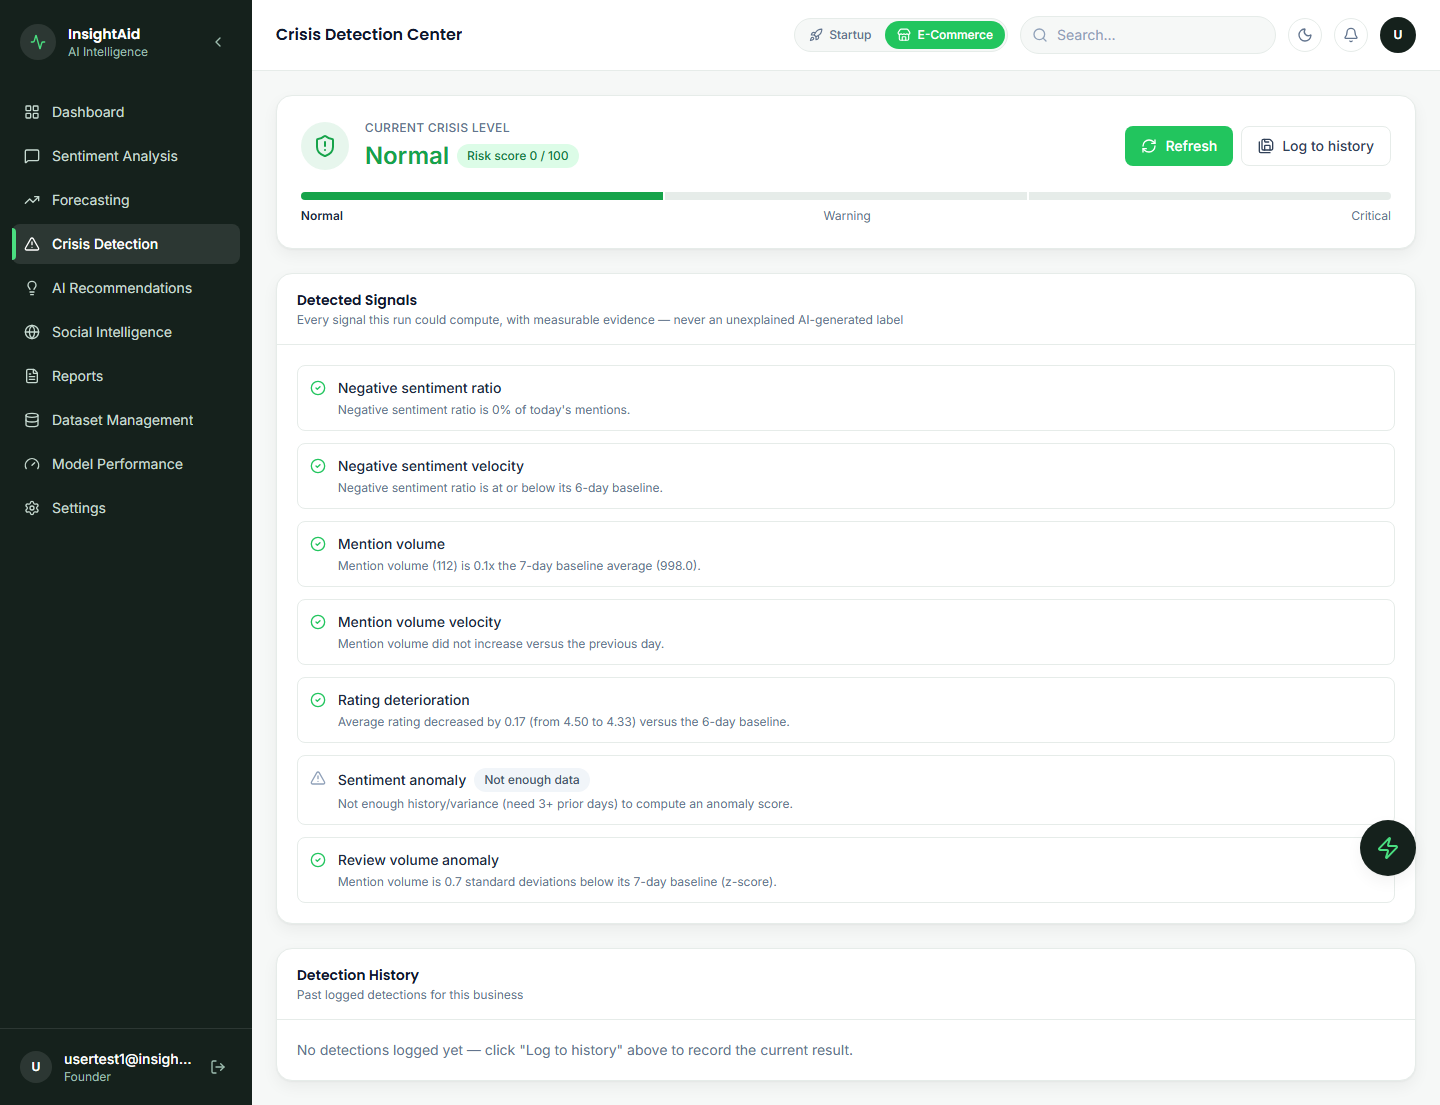 InsightAid
AI Intelligence
Dashboard
Sentiment Analysis
Forecasting
Crisis Detection
AI Recommendations
Social Intelligence
Reports
Dataset Management
Model Performance
Settings
U
usertest1@insigh...
Founder
Crisis Detection Center
Startup
E-Commerce
Search...
U
CURRENT CRISIS LEVEL
Normal
Risk score 0 / 100
Refresh
Log to history
Normal
Warning
Critical
Detected Signals
Every signal this run could compute, with measurable evidence — never an unexplained AI-generated label
Negative sentiment ratio
Negative sentiment ratio is 0% of today's mentions.
Negative sentiment velocity
Negative sentiment ratio is at or below its 6-day baseline.
Mention volume
Mention volume (112) is 0.1x the 7-day baseline average (998.0).
Mention volume velocity
Mention volume did not increase versus the previous day.
Rating deterioration
Average rating decreased by 0.17 (from 4.50 to 4.33) versus the 6-day baseline.
Sentiment anomaly
Not enough data
Not enough history/variance (need 3+ prior days) to compute an anomaly score.
Review volume anomaly
Mention volume is 0.7 standard deviations below its 7-day baseline (z-score).
Detection History
Past logged detections for this business
No detections logged yet — click "Log to history" above to record the current result.